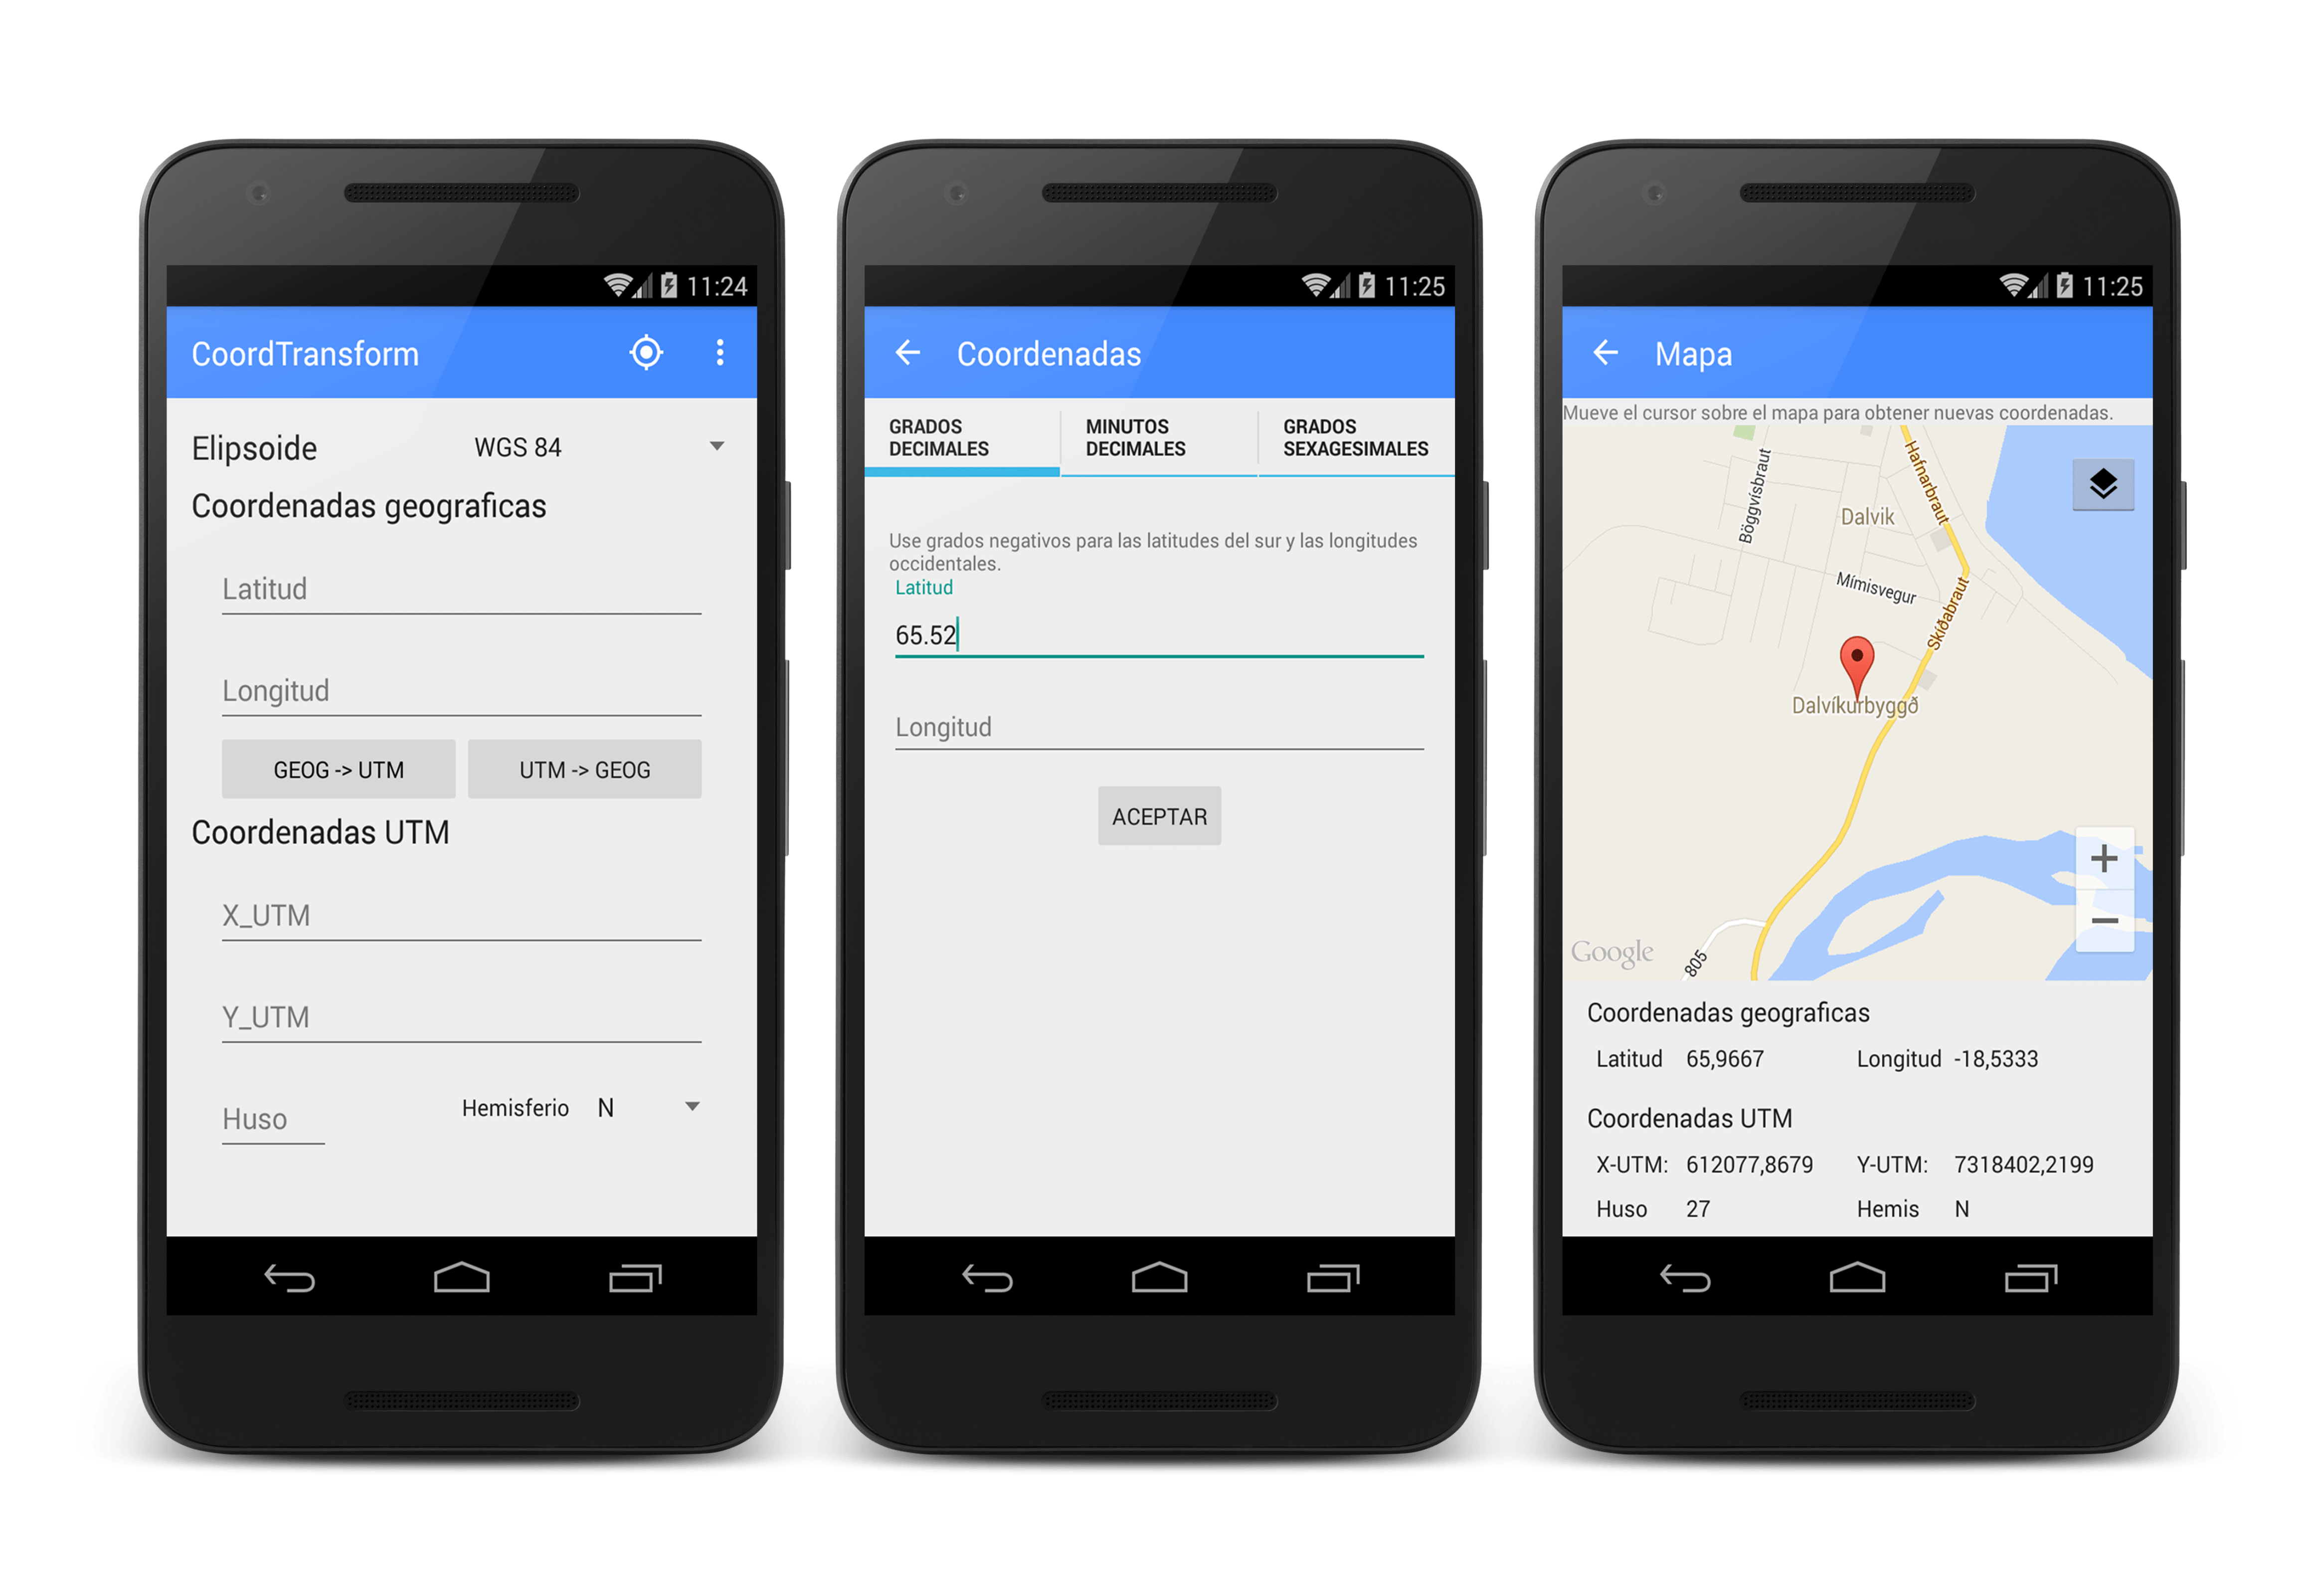 11:24
CoordTransform
Elipsoide WGS 84
Coordenadas geograficas
Latitud
Longitud
GEOG -> UTM UTM -> GEOG
Coordenadas UTM
X_UTM
Y_UTM
Huso Hemisferio N
11:25
Coordenadas
GRADOS DECIMALES
MINUTOS DECIMALES
GRADOS SEXAGESIMALES
Use grados negativos para las latitudes del sur y las longitudes
occidentales.
Latitud
65.52
Longitud
ACEPTAR
11:25
Mapa
Mueve el cursor sobre el mapa para obtener nuevas coordenadas.
Hafnarbraut
Böggvisbraut
Dalvik
Mímisvegur
Skíðabraut
Dalvíkurbyggð
Google
805
Coordenadas geograficas
Latitud 65,9667 Longitud -18,5333
Coordenadas UTM
X-UTM: 612077,8679 Y-UTM: 7318402,2199
Huso 27 Hemis N